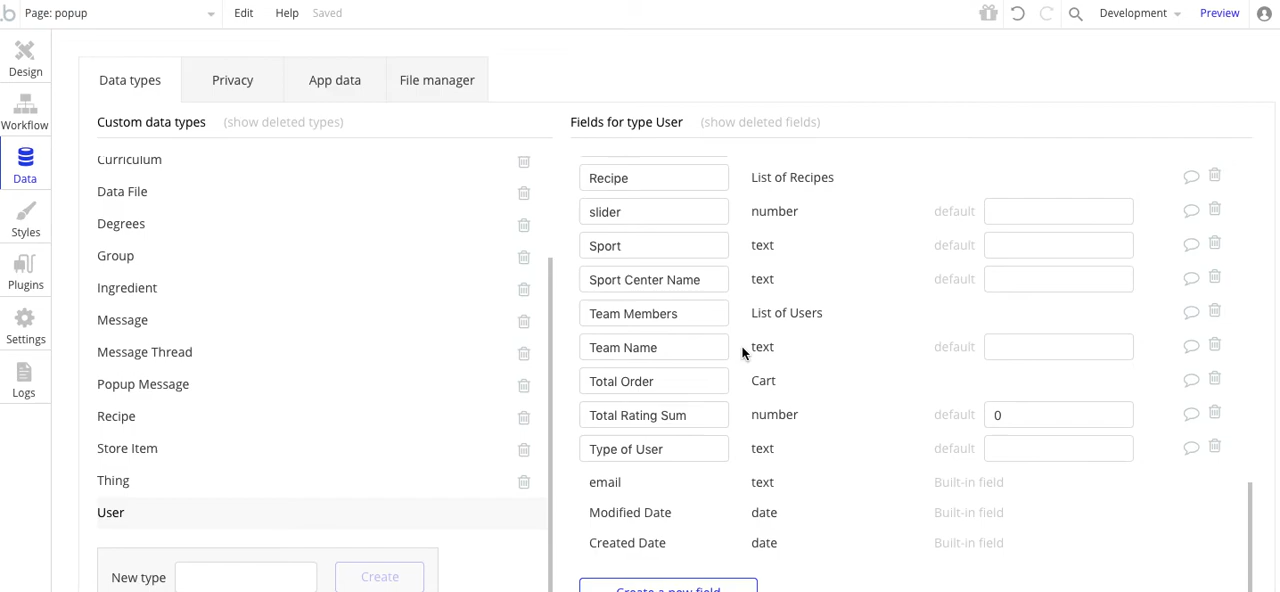 b Page: popup Edit Help Saved Development Preview
Design
Workflow
Data
Styles
Plugins
Settings
Logs
Data types Privacy App data File manager
Custom data types (show deleted types)
Curriculum
Data File
Degrees
Group
Ingredient
Message
Message Thread
Popup Message
Recipe
Store Item
Thing
User
New type Create
Fields for type User (show deleted fields)
Recipe List of Recipes
slider number default
Sport text default
Sport Center Name text default
Team Members List of Users
Team Name text default
Total Order Cart
Total Rating Sum number default 0
Type of User text default
email text Built-in field
Modified Date date Built-in field
Created Date date Built-in field
Create a new field